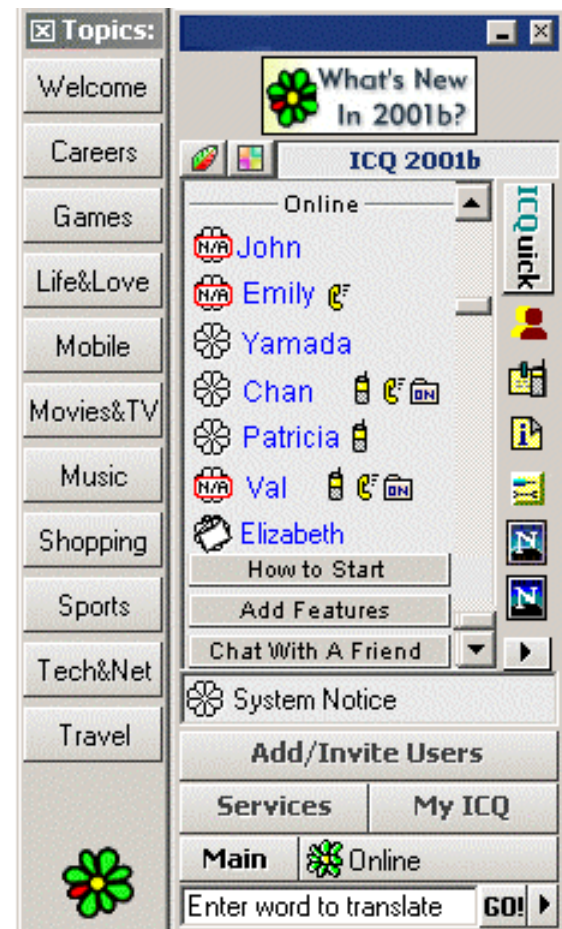 Topics:
Welcome
Careers
Games
Life&Love
Mobile
Movies&TV
Music
Shopping
Sports
Tech&Net
Travel
What's New
In 2001b?
ICQ 2001b
Online
N/A John
N/A Emily
Yamada
Chan ON
Patricia
N/A Val ON
Elizabeth
How to Start
Add Features
Chat With A Friend
ICQuick
i
N
N
System Notice
Add/Invite Users
Services My ICQ
Main Online
Enter word to translate GO!